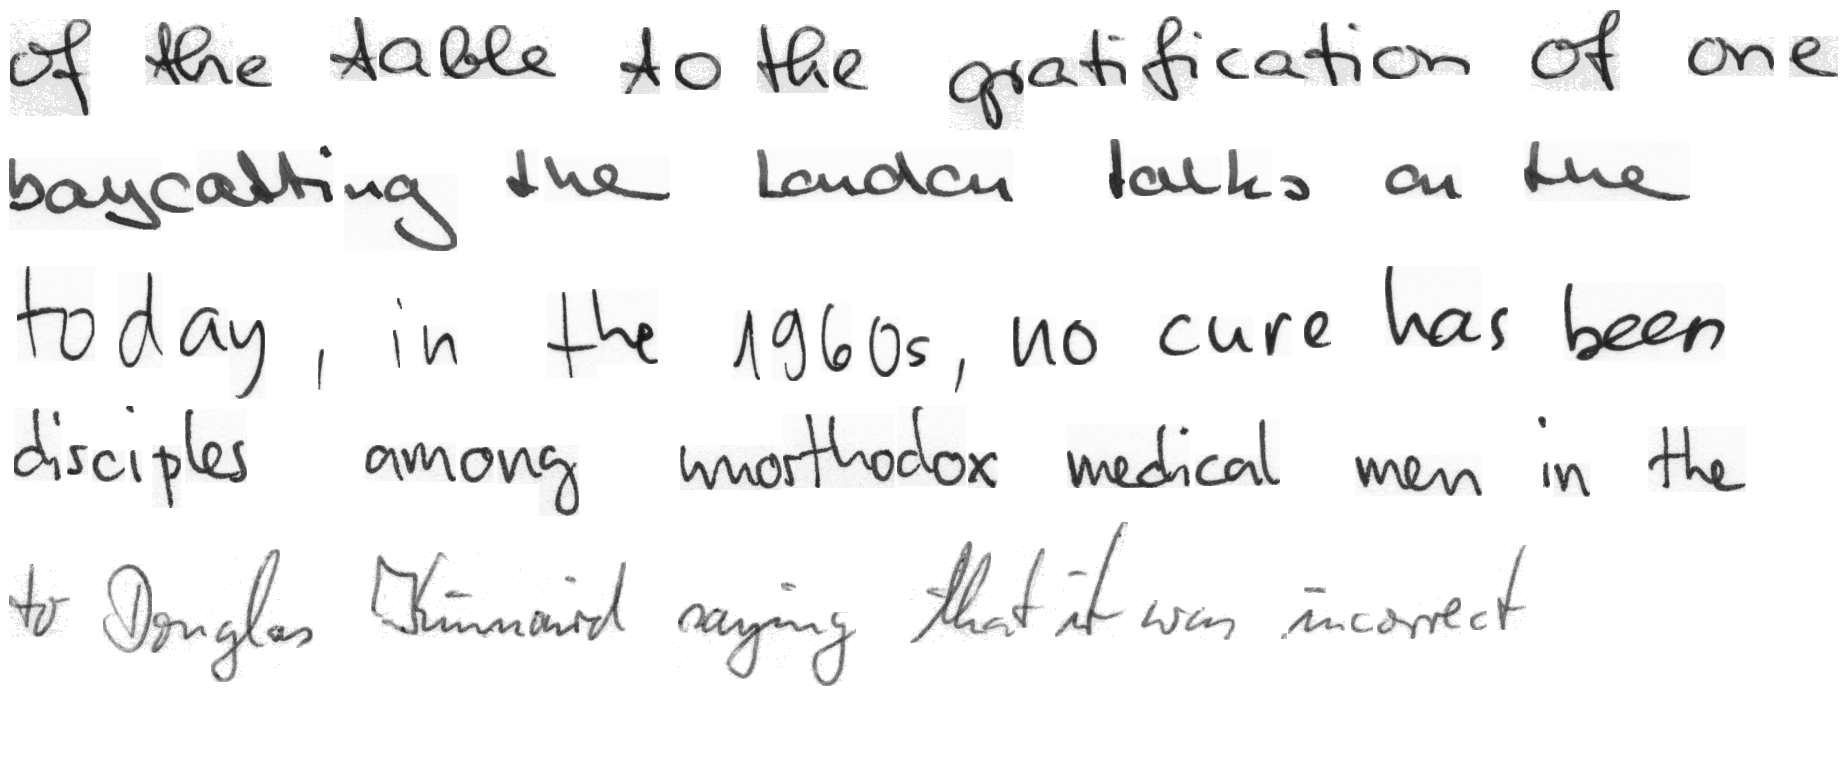 of the table to the gratification of one
boycotting the London talks on the
today, in the 1960s, no cure has been
disciples among unorthodox medical men in the
to Douglas Kinnaird saying that it was incorrect